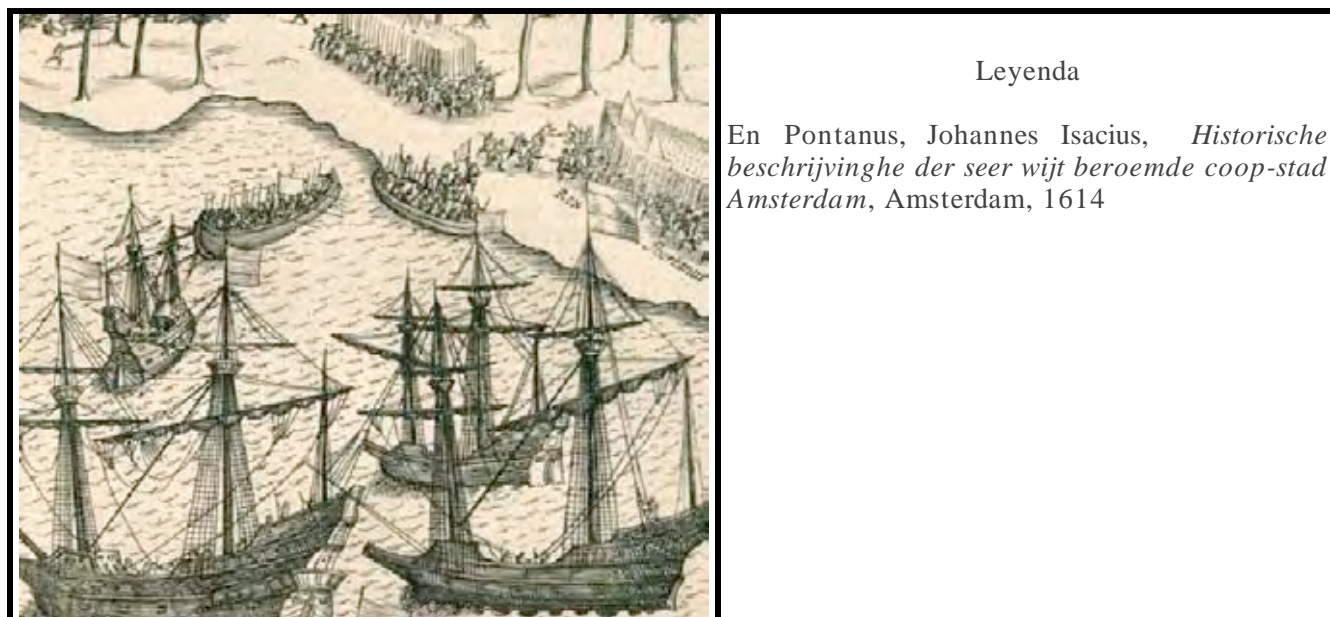 Leyenda
En Pontanus, Johannes Isacius, Historische
beschrijvinghe der seer wijt beroemde coop-stad
Amsterdam, Amsterdam, 1614